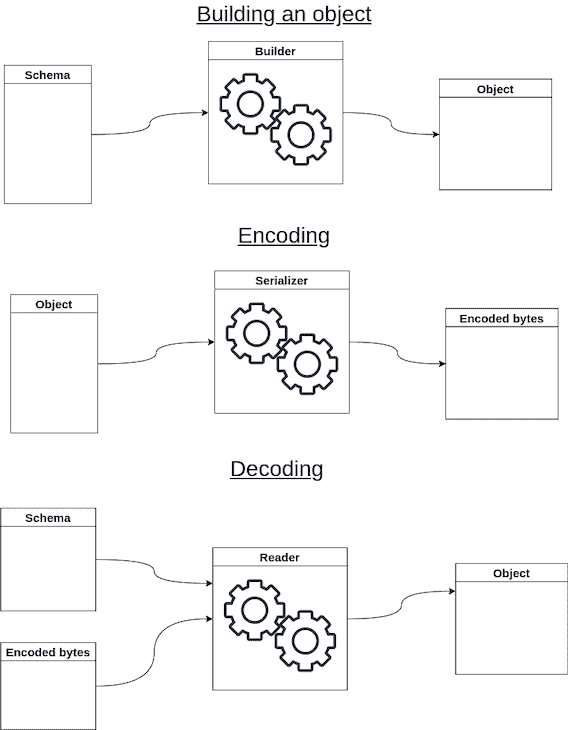 Building an object
Schema
Builder
Object
Encoding
Object
Serializer
Encoded bytes
Decoding
Schema
Reader
Object
Encoded bytes